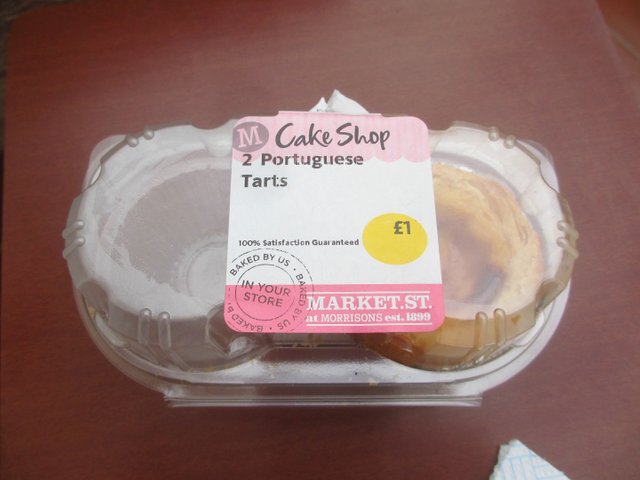 M Cake Shop
2 Portuguese
Tarts
£1
100% Satisfaction Guaranteed
BAKED BY US • BAKED BY US •
IN YOUR
STORE
MARKET.ST.
at MORRISONS est.1899